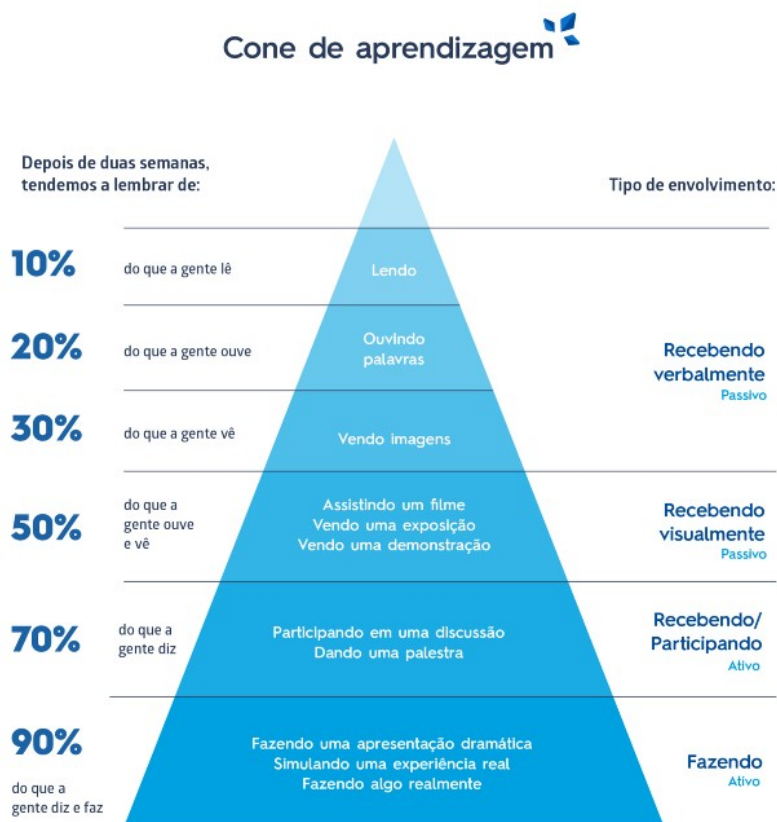 Cone de aprendizagem
Depois de duas semanas,
tendemos a lembrar de:
Tipo de envolvimento:
10%
do que a gente lê
Lendo
20%
do que a gente ouve
Ouvindo
palavras
Recebendo
verbalmente
Passivo
30%
do que a gente vê
Vendo imagens
50%
do que a
gente ouve
e vê
Assistindo um filme
Vendo uma exposição
Vendo uma demonstração
Recebendo
visualmente
Passivo
70%
do que a
gente diz
Participando em uma discussão
Dando uma palestra
Recebendo/
Participando
Ativo
90%
do que a
gente diz e faz
Fazendo uma apresentação dramática
Simulando uma experiência real
Fazendo algo realmente
Fazendo
Ativo